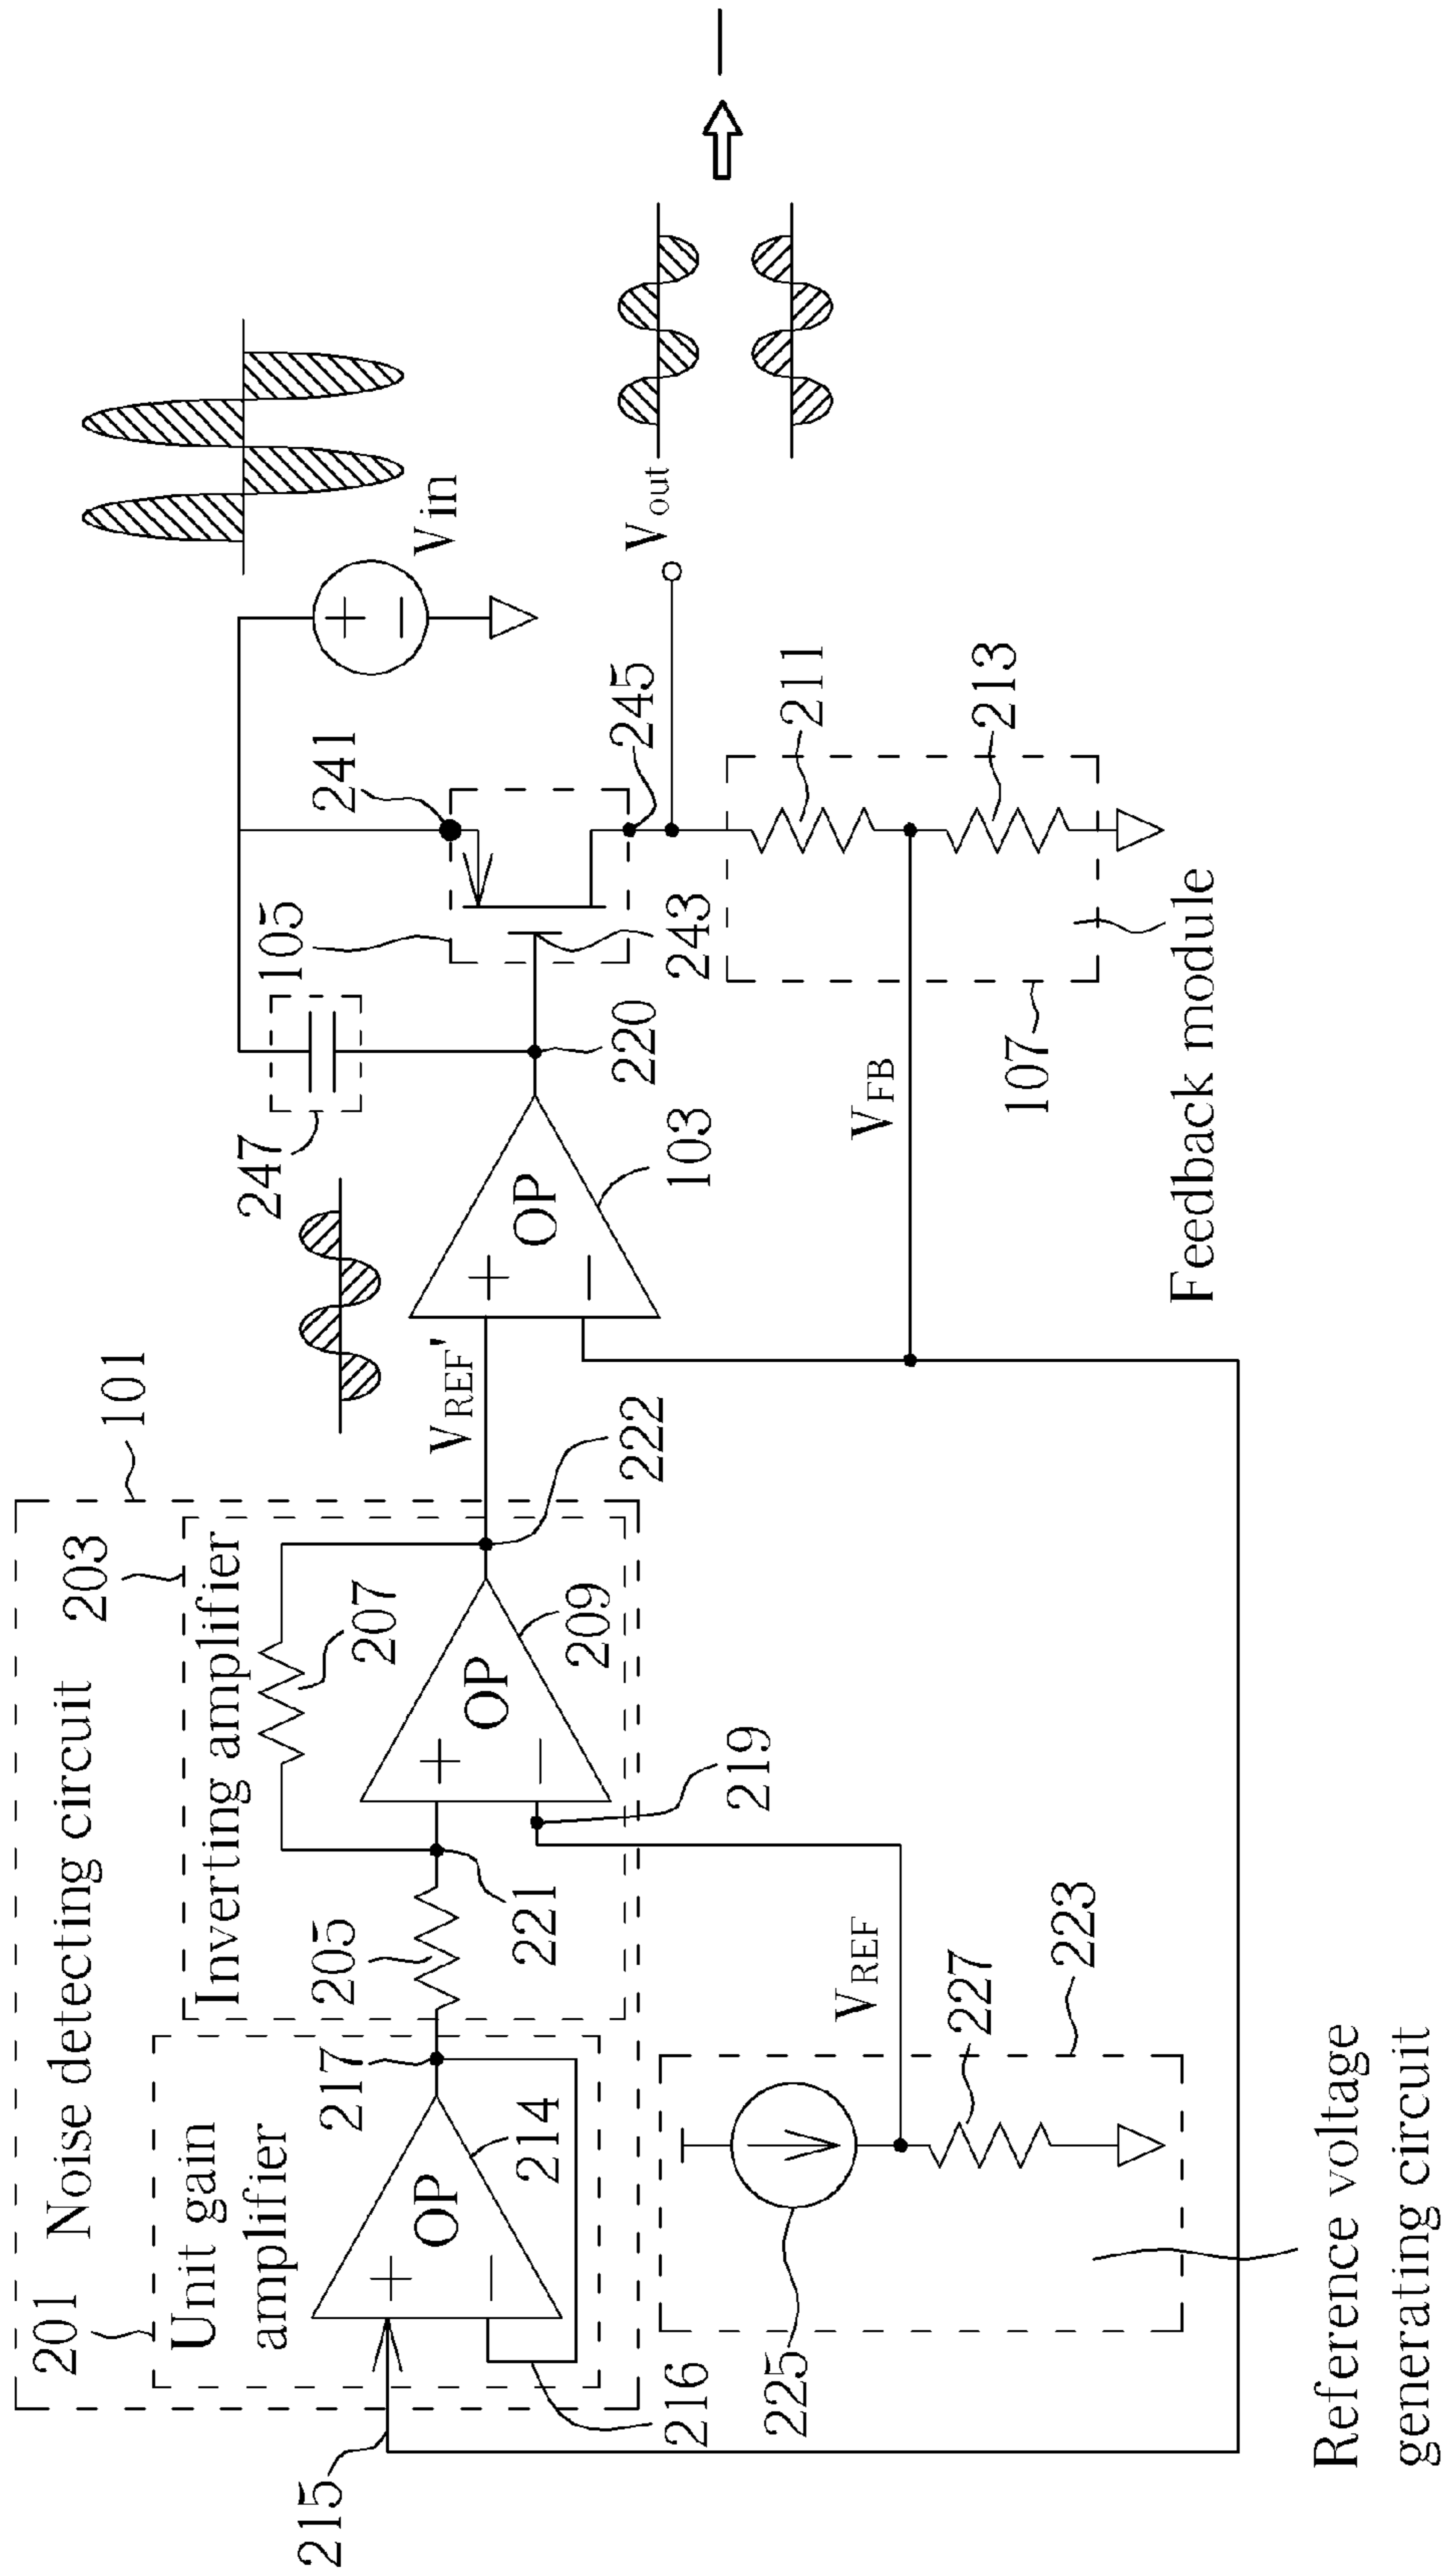 Noise detecting circuit
101
201
Unit gain
amplifier
203
Inverting amplifier
215
OP
+
−
214
216
217
205
221
207
OP
+
−
209
219
222
V_REF'
OP
+
−
103
247
220
105
241
243
245
Vin
+
−
Vout
V_FB
211
213
107
Feedback module
V_REF
225
227
223
Reference voltage
generating circuit